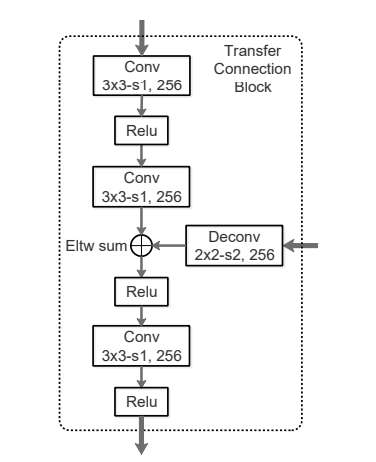 Transfer
Connection
Block
Conv
3x3-s1, 256
Relu
Conv
3x3-s1, 256
Eltw sum
Deconv
2x2-s2, 256
Relu
Conv
3x3-s1, 256
Relu